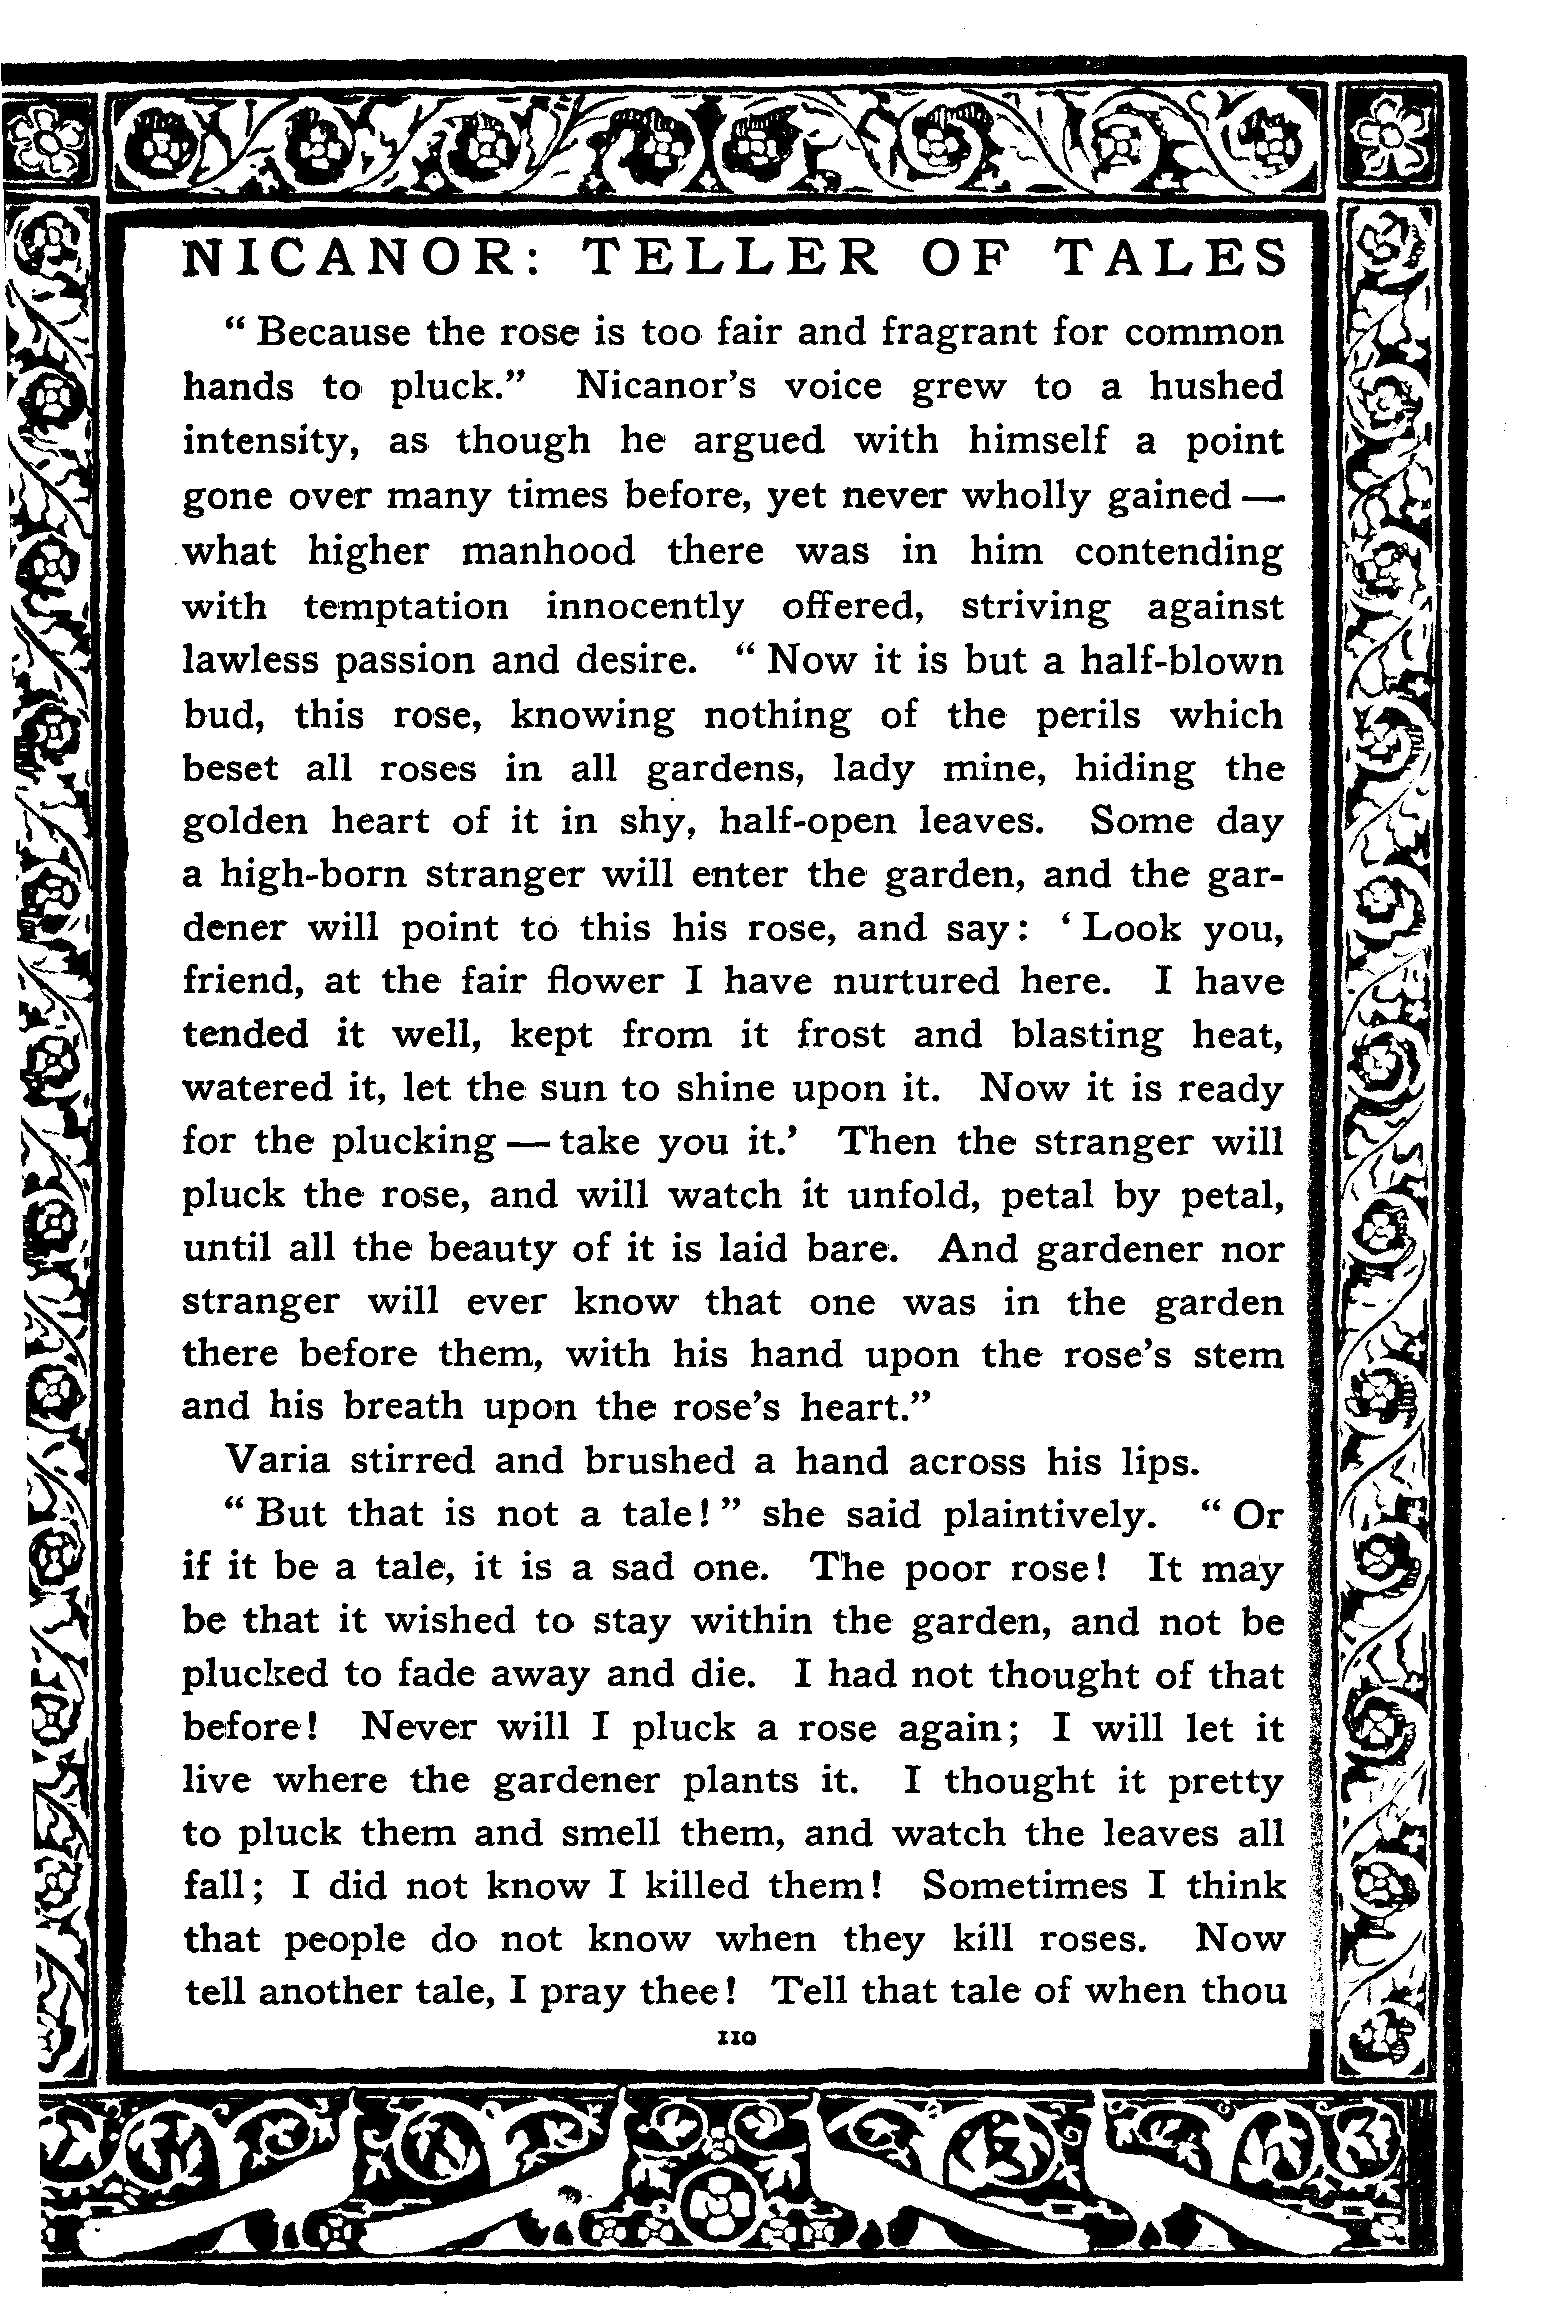 NICANOR: TELLER OF TALES
“ Because the rose is too fair and fragrant for common
hands to pluck.” Nicanor’s voice grew to a hushed
intensity, as though he argued with himself a point
gone over many times before, yet never wholly gained —
what higher manhood there was in him contending
with temptation innocently offered, striving against
lawless passion and desire. “ Now it is but a half-blown
bud, this rose, knowing nothing of the perils which
beset all roses in all gardens, lady mine, hiding the
golden heart of it in shy, half-open leaves. Some day
a high-born stranger will enter the garden, and the gar-
dener will point to this his rose, and say: ‘ Look you,
friend, at the fair flower I have nurtured here. I have
tended it well, kept from it frost and blasting heat,
watered it, let the sun to shine upon it. Now it is ready
for the plucking — take you it.’ Then the stranger will
pluck the rose, and will watch it unfold, petal by petal,
until all the beauty of it is laid bare. And gardener nor
stranger will ever know that one was in the garden
there before them, with his hand upon the rose’s stem
and his breath upon the rose’s heart.”
Varia stirred and brushed a hand across his lips.
“ But that is not a tale! ” she said plaintively. “ Or
if it be a tale, it is a sad one. The poor rose! It may
be that it wished to stay within the garden, and not be
plucked to fade away and die. I had not thought of that
before! Never will I pluck a rose again; I will let it
live where the gardener plants it. I thought it pretty
to pluck them and smell them, and watch the leaves all
fall; I did not know I killed them! Sometimes I think
that people do not know when they kill roses. Now
tell another tale, I pray thee! Tell that tale of when thou
110